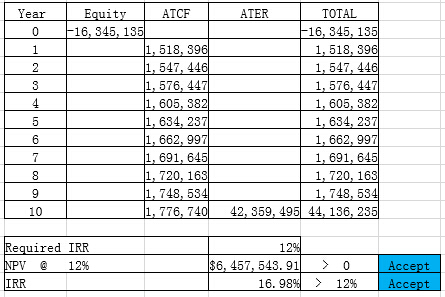 Year Equity ATCF ATER TOTAL
0 -16,345,135 -16,345,135
1 1,518,396 1,518,396
2 1,547,446 1,547,446
3 1,576,447 1,576,447
4 1,605,382 1,605,382
5 1,634,237 1,634,237
6 1,662,997 1,662,997
7 1,691,645 1,691,645
8 1,720,163 1,720,163
9 1,748,534 1,748,534
10 1,776,740 42,359,495 44,136,235
Required IRR 12%
NPV @ 12% $6,457,543.91 > 0 Accept
IRR 16.98% > 12% Accept